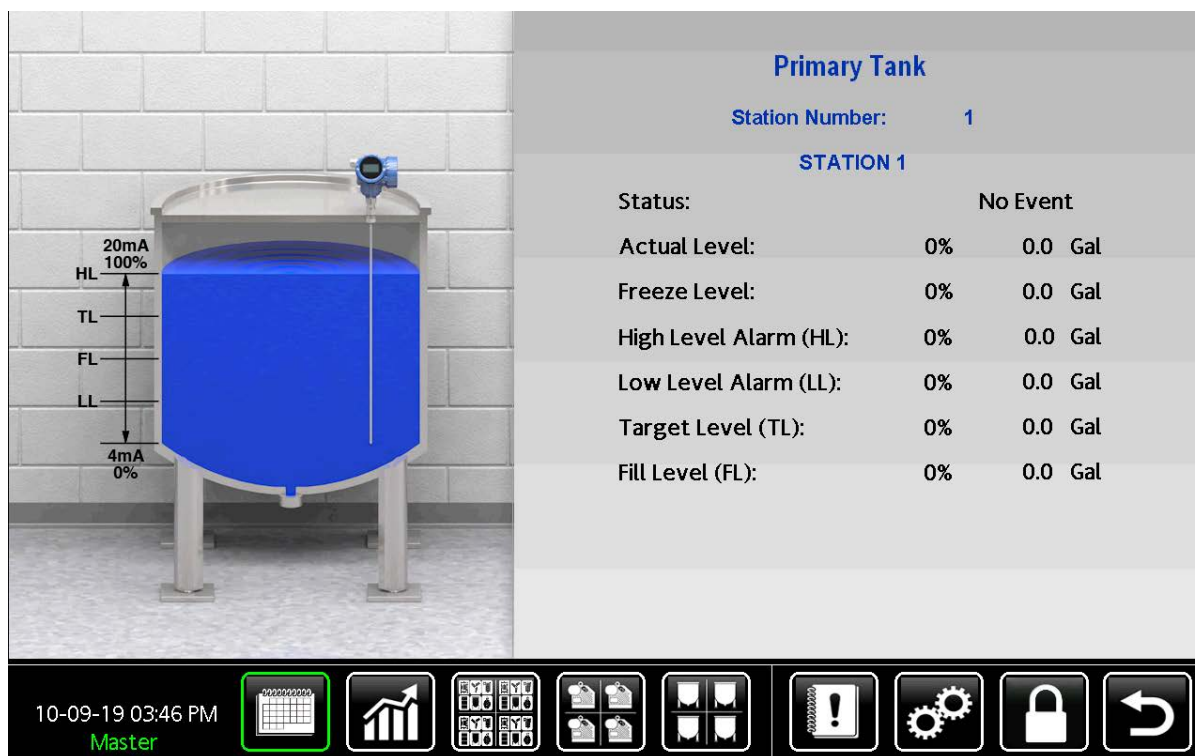 Primary Tank
Station Number: 1
STATION 1
Status: No Event
Actual Level: 0% 0.0 Gal
Freeze Level: 0% 0.0 Gal
High Level Alarm (HL): 0% 0.0 Gal
Low Level Alarm (LL): 0% 0.0 Gal
Target Level (TL): 0% 0.0 Gal
Fill Level (FL): 0% 0.0 Gal
20mA
100%
HL
TL
FL
LL
4mA
0%
10-09-19 03:46 PM
Master